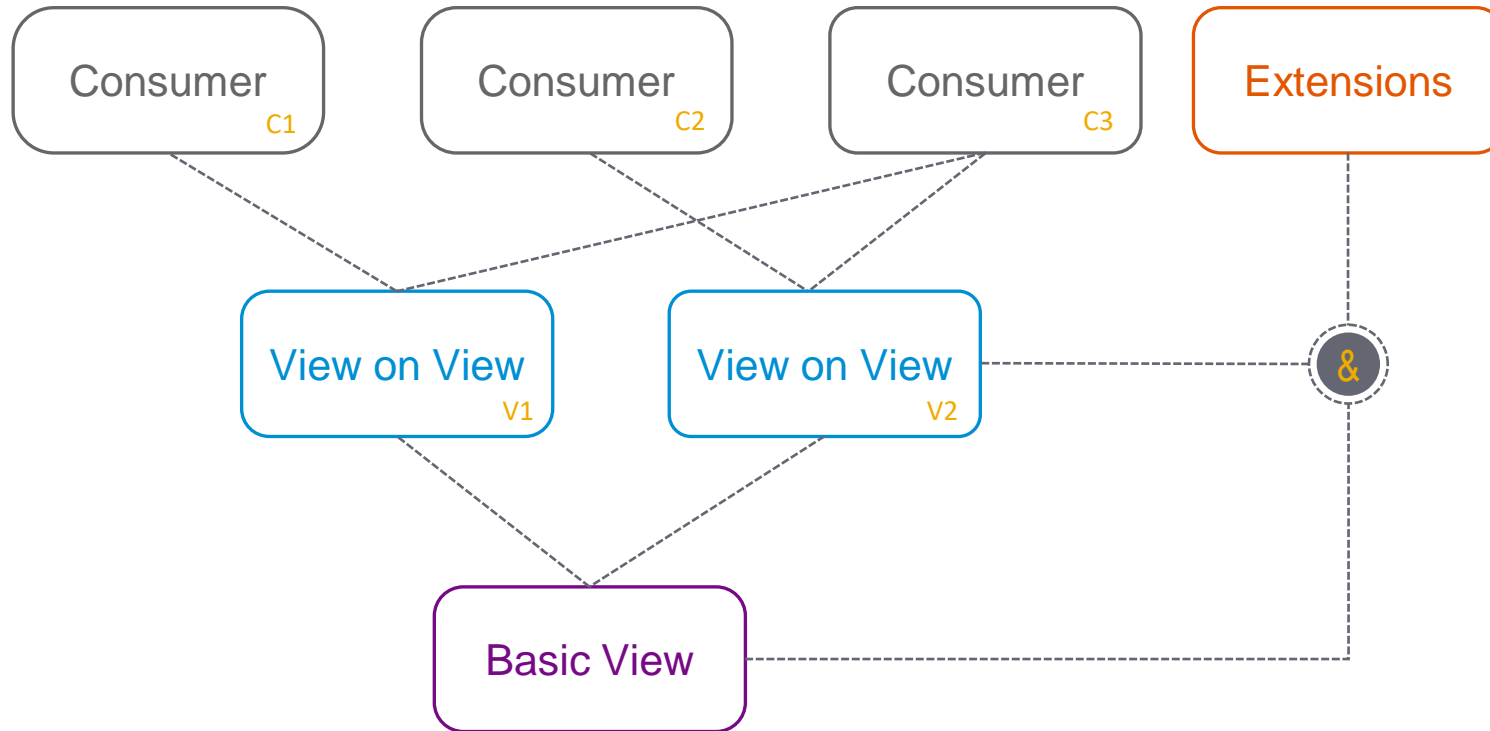 Consumer
C1
Consumer
C2
Consumer
C3
Extensions
View on View
V1
View on View
V2
&
Basic View